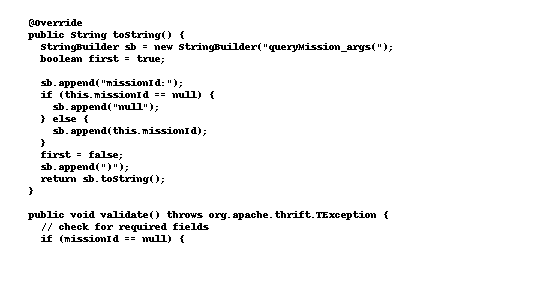 @Override
public String toString() {
  StringBuilder sb = new StringBuilder("queryMission_args(");
  boolean first = true;

  sb.append("missionId:");
  if (this.missionId == null) {
    sb.append("null");
  } else {
    sb.append(this.missionId);
  }
  first = false;
  sb.append(")");
  return sb.toString();
}

public void validate() throws org.apache.thrift.TException {
  // check for required fields
  if (missionId == null) {